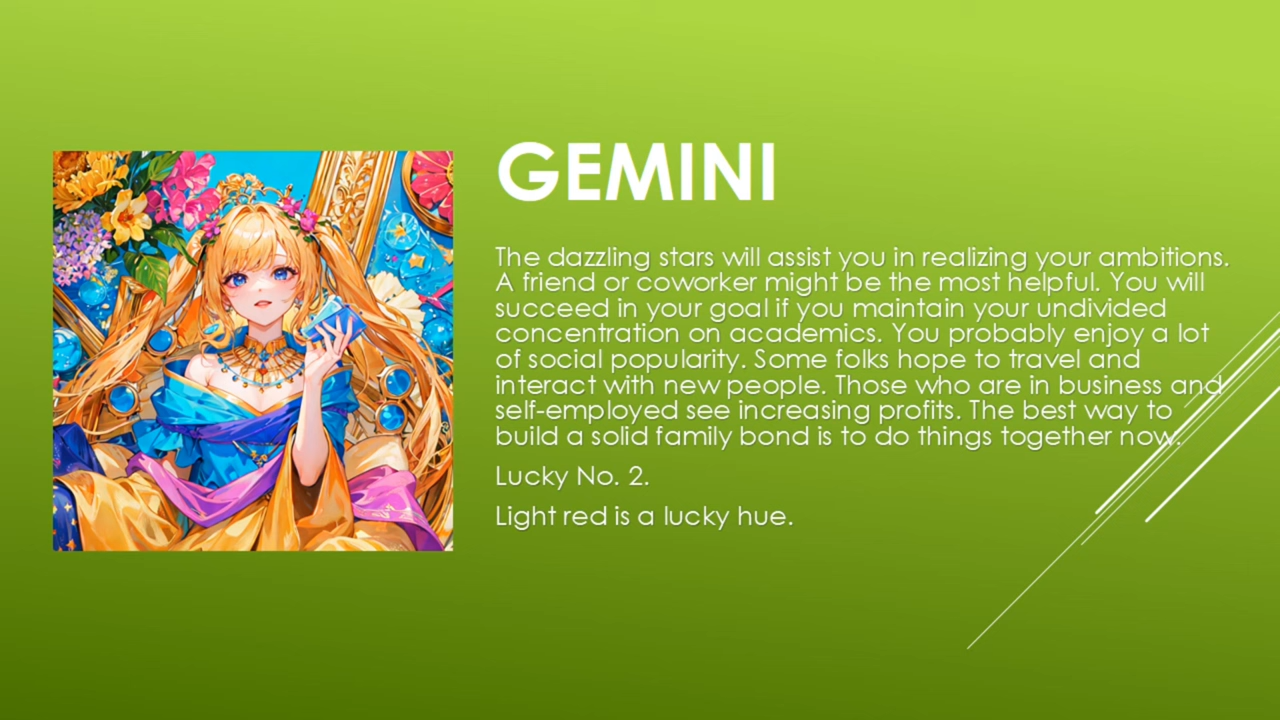 GEMINI
The dazzling stars will assist you in realizing your ambitions.
A friend or coworker might be the most helpful. You will
succeed in your goal if you maintain your undivided
concentration on academics. You probably enjoy a lot
of social popularity. Some folks hope to travel and
interact with new people. Those who are in business and
self-employed see increasing profits. The best way to
build a solid family bond is to do things together now.
Lucky No. 2.
Light red is a lucky hue.